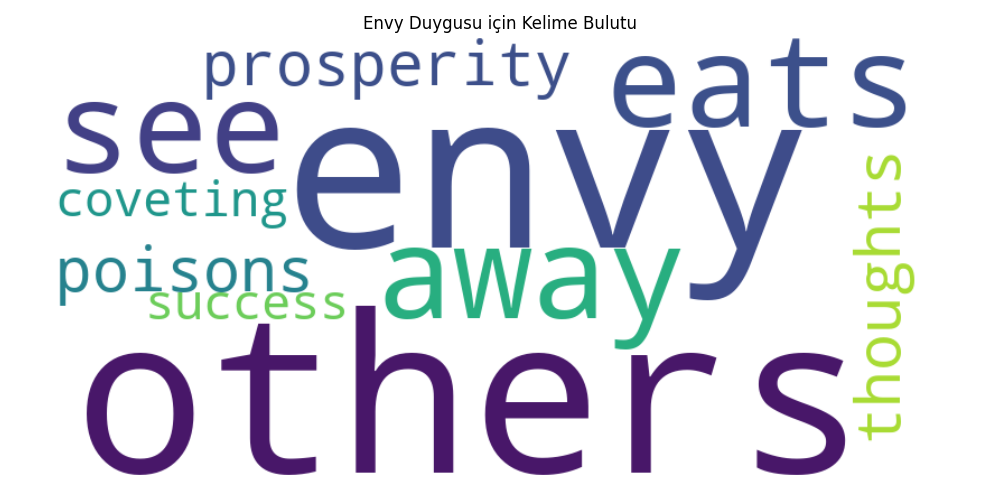 Envy Duygusu için Kelime Bulutu
prosperity
eats
see
envy
coveting
thoughts
poisons
away
success
others